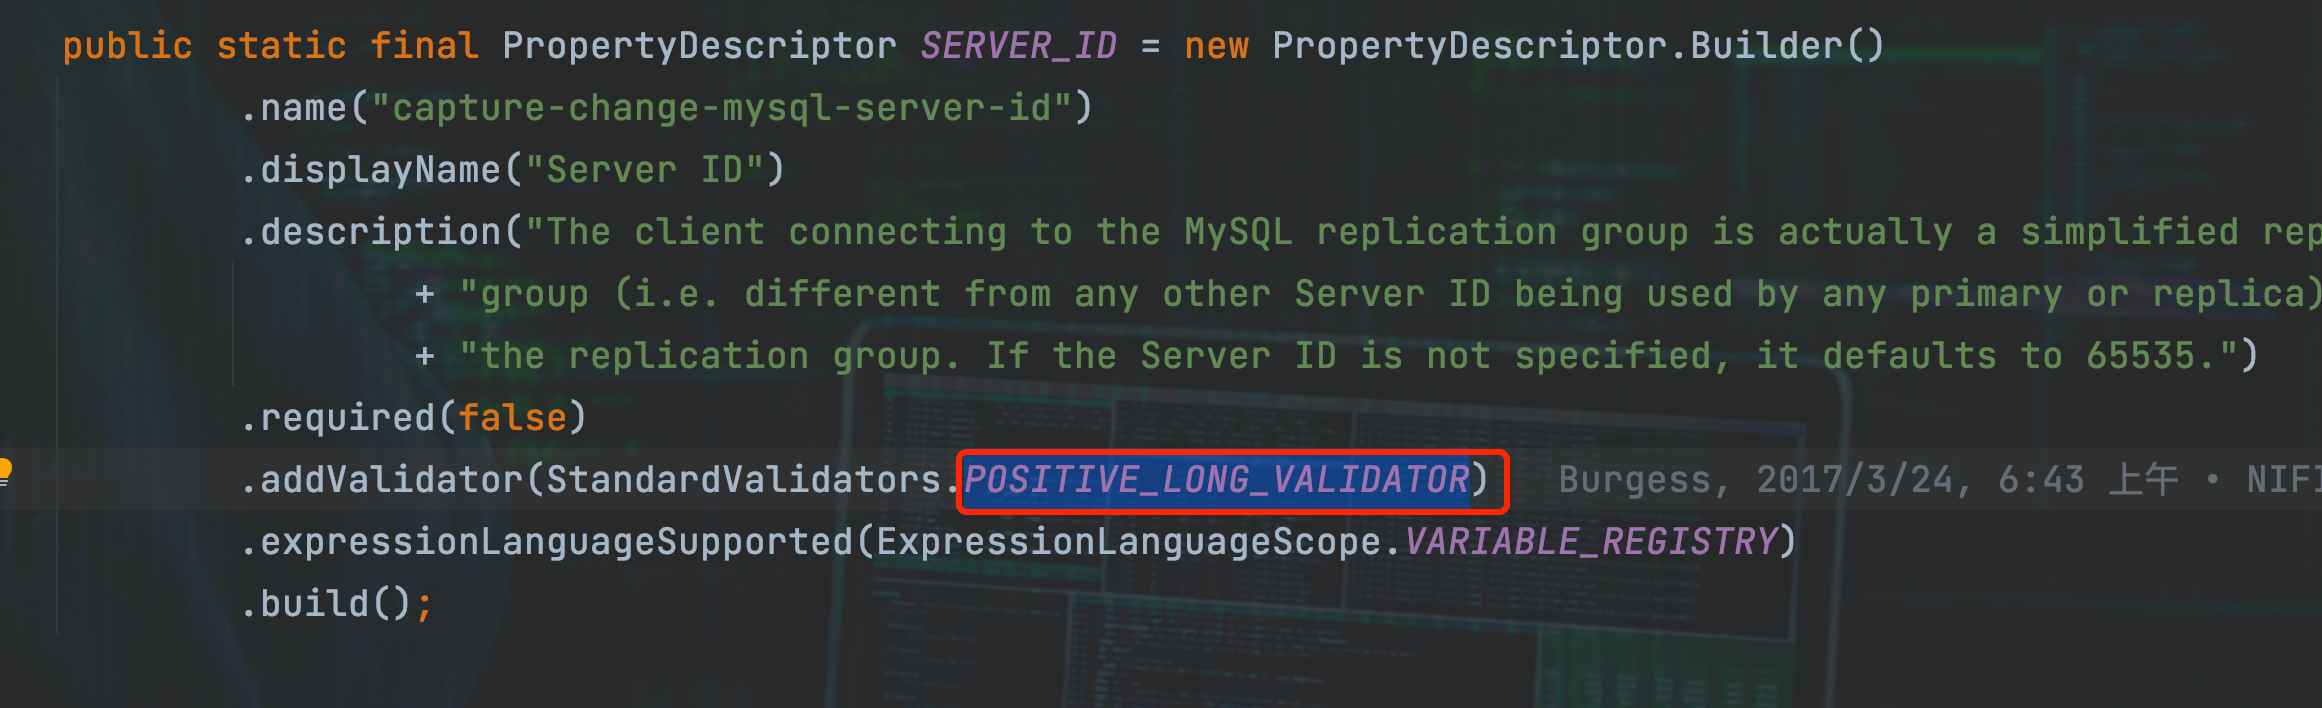 public static final PropertyDescriptor SERVER_ID = new PropertyDescriptor.Builder()
.name("capture-change-mysql-server-id")
.displayName("Server ID")
.description("The client connecting to the MySQL replication group is actually a simplified rep
+ "group (i.e. different from any other Server ID being used by any primary or replica)
+ "the replication group. If the Server ID is not specified, it defaults to 65535.")
.required(false)
.addValidator(StandardValidators.POSITIVE_LONG_VALIDATOR) Burgess, 2017/3/24, 6:43 上午 • NIFI
.expressionLanguageSupported(ExpressionLanguageScope.VARIABLE_REGISTRY)
.build();